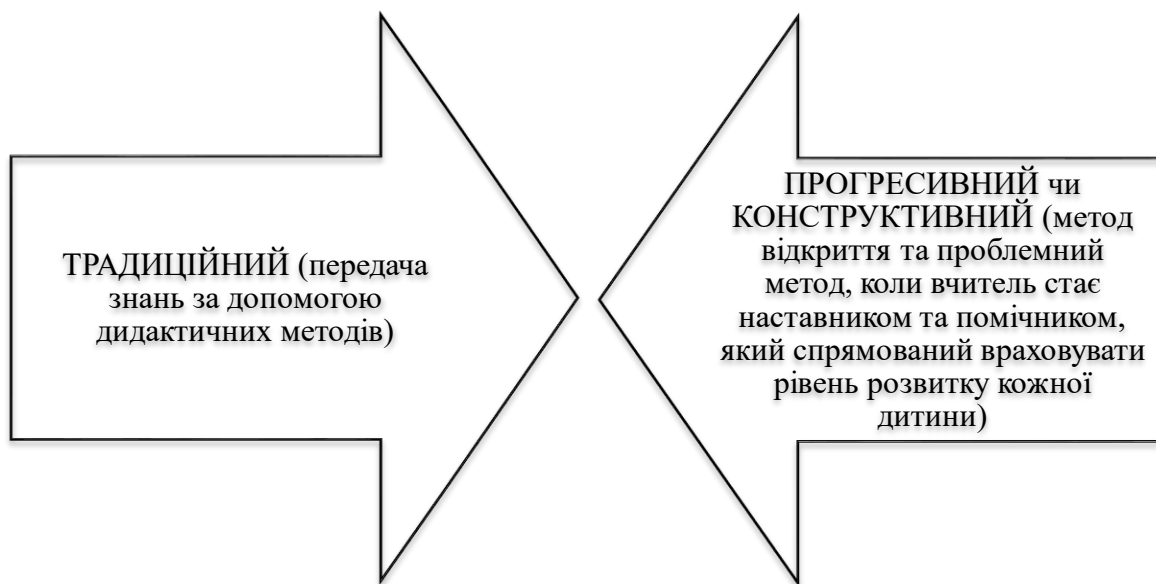 ТРАДИЦІЙНИЙ (передача
знань за допомогою
дидактичних методів)
ПРОГРЕСИВНИЙ чи
КОНСТРУКТИВНИЙ (метод
відкриття та проблемний
метод, коли вчитель стає
наставником та помічником,
який спрямований враховувати
рівень розвитку кожної
дитини)